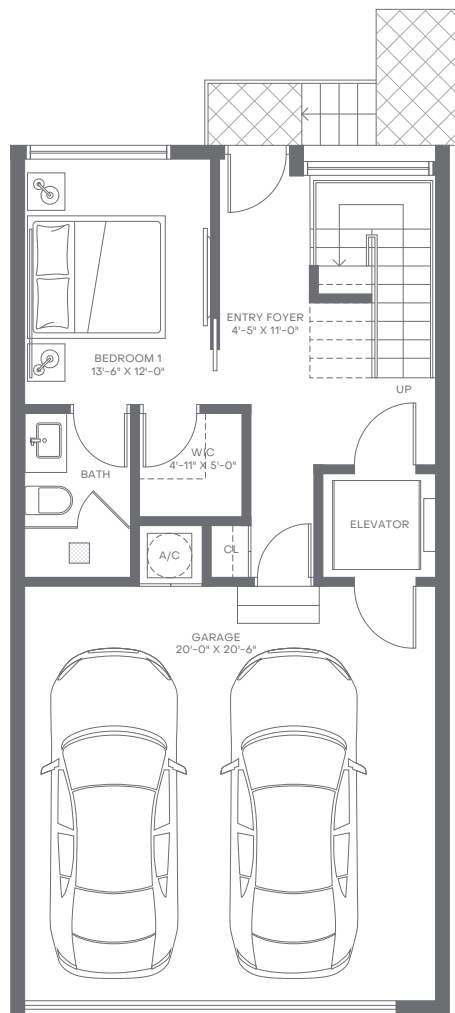 ENTRY FOYER
4'-5" X 11'-0"
BEDROOM 1
13'-6" X 12'-0"
UP
WIC
4'-11" X 5'-0"
BATH
ELEVATOR
A/C
CL
GARAGE
20'-0" X 20'-6"